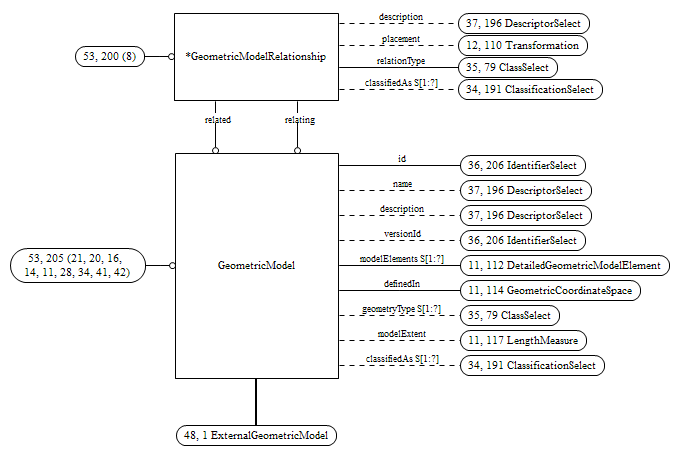 description
37, 196 DescriptorSelect
placement
12, 110 Transformation
53, 200 (8)
*GeometricModelRelationship
relationType
35, 79 ClassSelect
classifiedAs S[1:?]
34, 191 ClassificationSelect
related
relating
id
36, 206 IdentifierSelect
name
37, 196 DescriptorSelect
description
37, 196 DescriptorSelect
versionId
36, 206 IdentifierSelect
53, 205 (21, 20, 16,
14, 11, 28, 34, 41, 42)
GeometricModel
modelElements S[1:?]
11, 112 DetailedGeometricModelElement
definedIn
11, 114 GeometricCoordinateSpace
geometryType S[1:?]
35, 79 ClassSelect
modelExtent
11, 117 LengthMeasure
classifiedAs S[1:?]
34, 191 ClassificationSelect
48, 1 ExternalGeometricModel